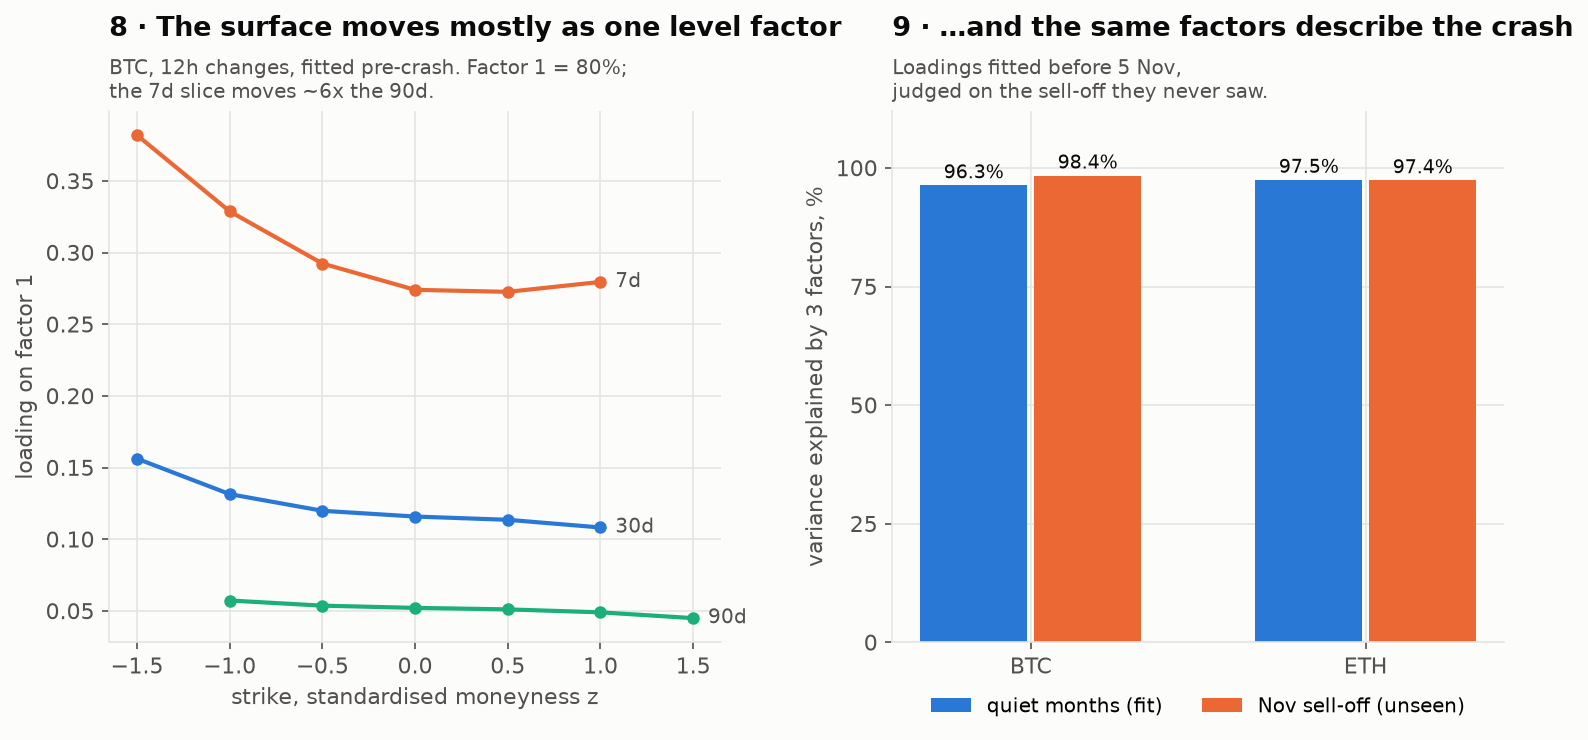 8 · The surface moves mostly as one level factor
BTC, 12h changes, fitted pre-crash. Factor 1 = 80%;
the 7d slice moves ~6x the 90d.
loading on factor 1
0.35
0.30
0.25
0.20
0.15
0.10
0.05
7d
30d
90d
−1.5 −1.0 −0.5 0.0 0.5 1.0 1.5
strike, standardised moneyness z
9 · …and the same factors describe the crash
Loadings fitted before 5 Nov,
judged on the sell-off they never saw.
variance explained by 3 factors, %
100
75
50
25
0
96.3% 98.4% 97.5% 97.4%
BTC ETH
quiet months (fit) Nov sell-off (unseen)